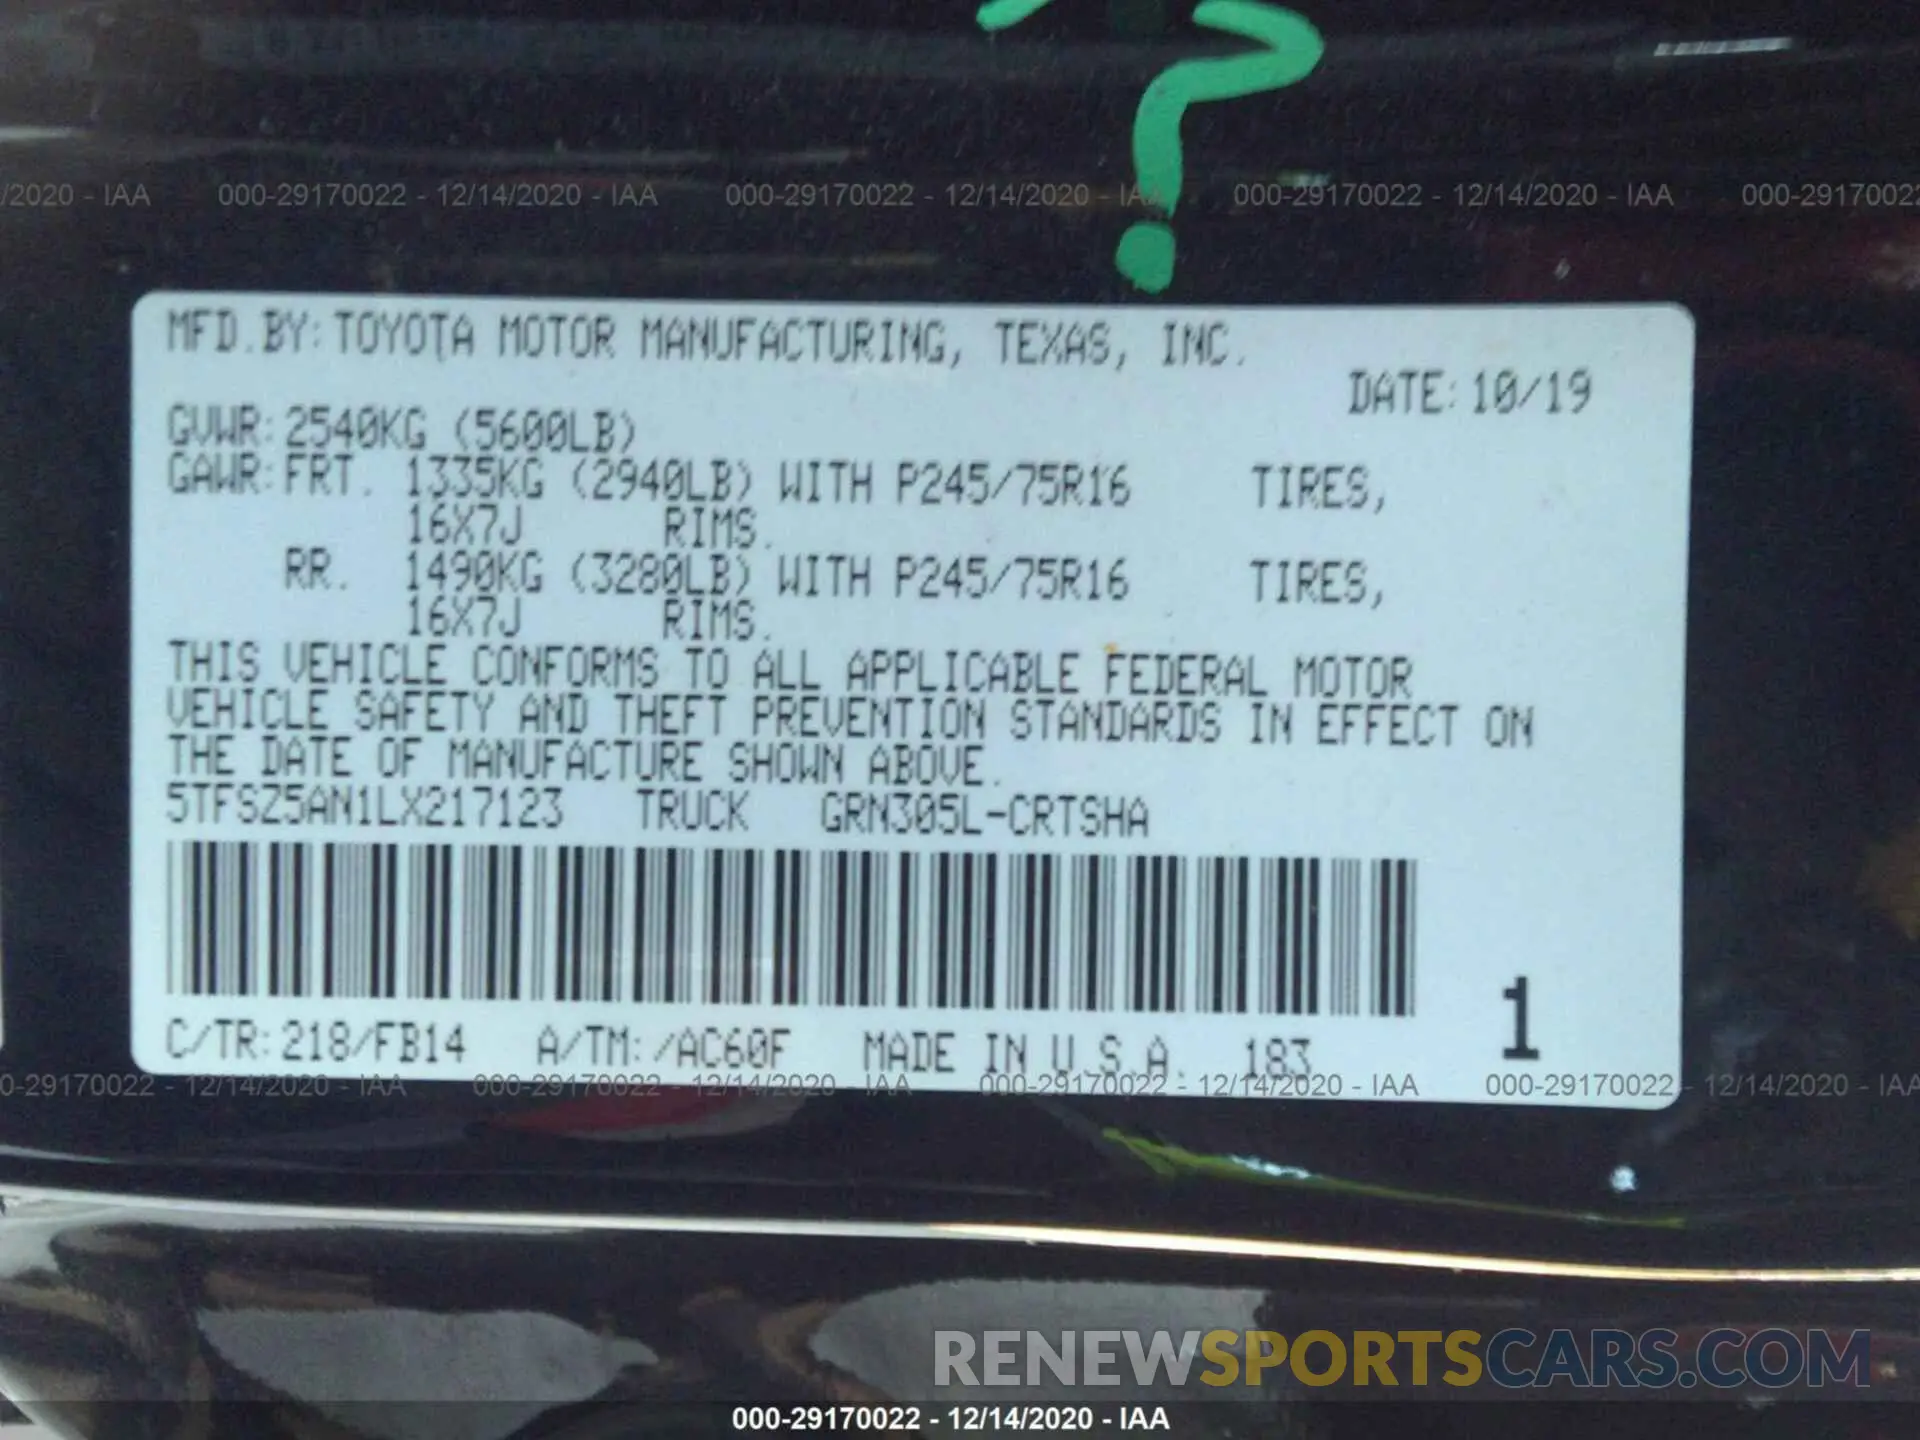 ?
/2020 - IAA 000-29170022 - 12/14/2020 - IAA 000-29170022 - 12/14/2020 - IAA 000-29170022 - 12/14/2020 - IAA 000-29170022
MFD.BY: TOYOTA MOTOR MANUFACTURING, TEXAS, INC.
DATE: 10/19
GVWR: 2540KG (5600LB)
GAWR: FRT. 1335KG (2940LB) WITH P245/75R16 TIRES,
16X7J RIMS.
RR. 1490KG (3280LB) WITH P245/75R16 TIRES,
16X7J RIMS.
THIS VEHICLE CONFORMS TO ALL APPLICABLE FEDERAL MOTOR
VEHICLE SAFETY AND THEFT PREVENTION STANDARDS IN EFFECT ON
THE DATE OF MANUFACTURE SHOWN ABOVE.
5TFSZ5AN1LX217123 TRUCK GRN305L-CRTSHA
1
C/TR: 218/FB14 A/TM: /AC60F MADE IN U.S.A. 183
0-29170022 - 12/14/2020 - IAA 000-29170022 - 12/14/2020 - IAA 000-29170022 - 12/14/2020 - IAA 000-29170022 - 12/14/2020 - IAA
RENEWSPORTSCARS.COM
000-29170022 - 12/14/2020 - IAA